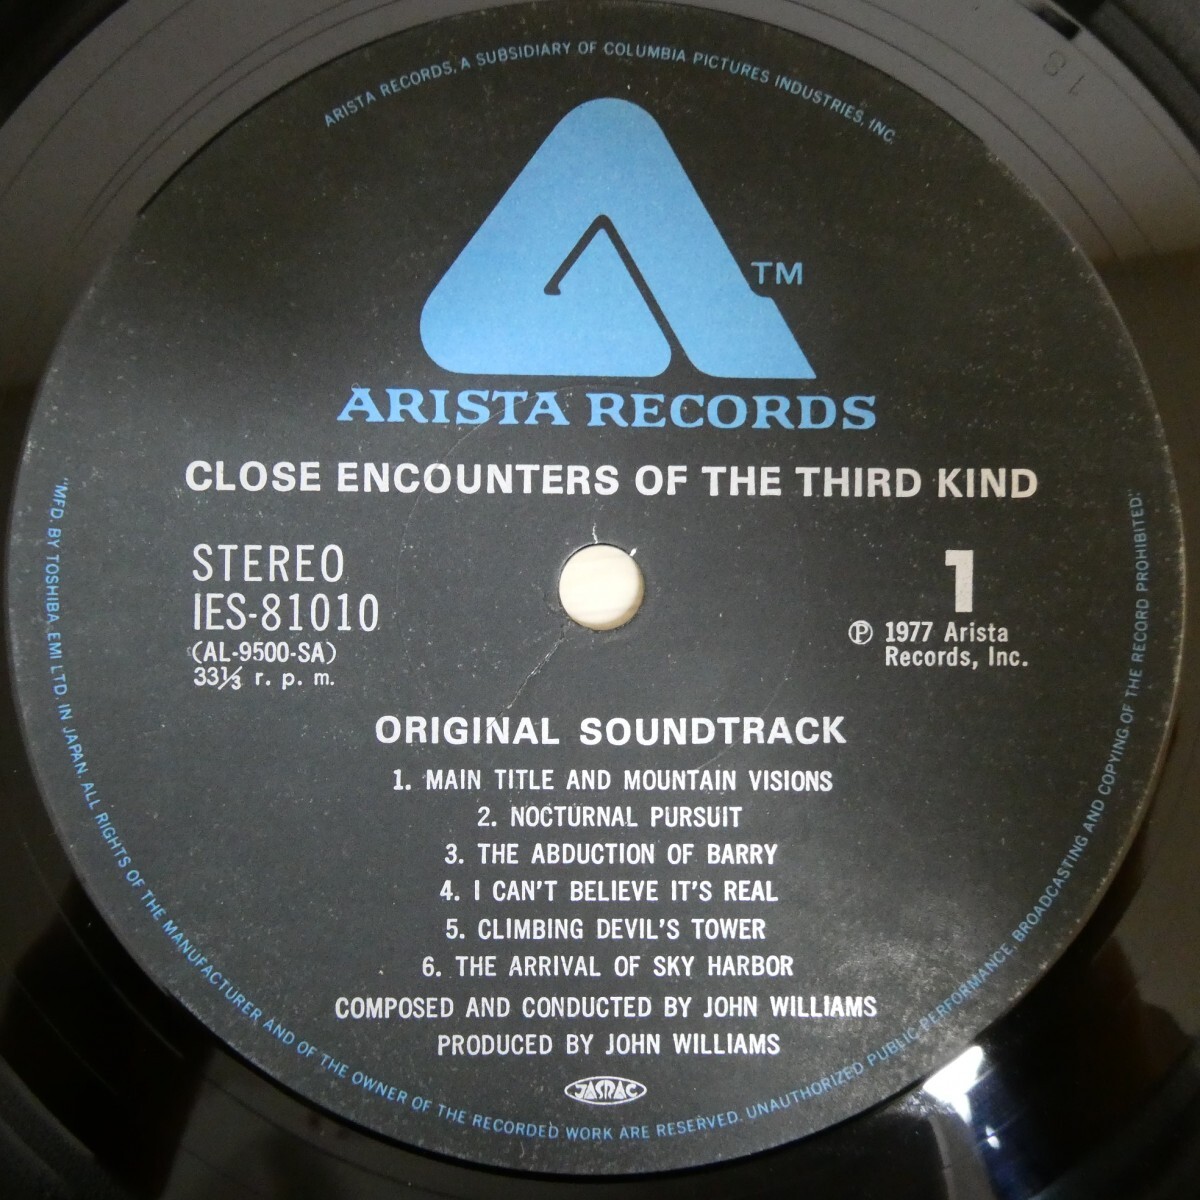 ARISTA RECORDS, A SUBSIDIARY OF COLUMBIA PICTURES INDUSTRIES, INC.
TM
ARISTA RECORDS
CLOSE ENCOUNTERS OF THE THIRD KIND
STEREO
IES-81010
(AL-9500-SA)
33⅓ r. p. m.
1
Ⓟ 1977 Arista
Records, Inc.
ORIGINAL SOUNDTRACK
1. MAIN TITLE AND MOUNTAIN VISIONS
2. NOCTURNAL PURSUIT
3. THE ABDUCTION OF BARRY
4. I CAN'T BELIEVE IT'S REAL
5. CLIMBING DEVIL'S TOWER
6. THE ARRIVAL OF SKY HARBOR
COMPOSED AND CONDUCTED BY JOHN WILLIAMS
PRODUCED BY JOHN WILLIAMS
JASRAC
"MFD. BY TOSHIBA EMI LTD. IN JAPAN. ALL RIGHTS OF THE MANUFACTURER AND OF THE OWNER OF THE RECORDED WORK ARE RESERVED. UNAUTHORIZED PUBLIC PERFORMANCE, BROADCASTING AND COPYING OF THE RECORD PROHIBITED."
18